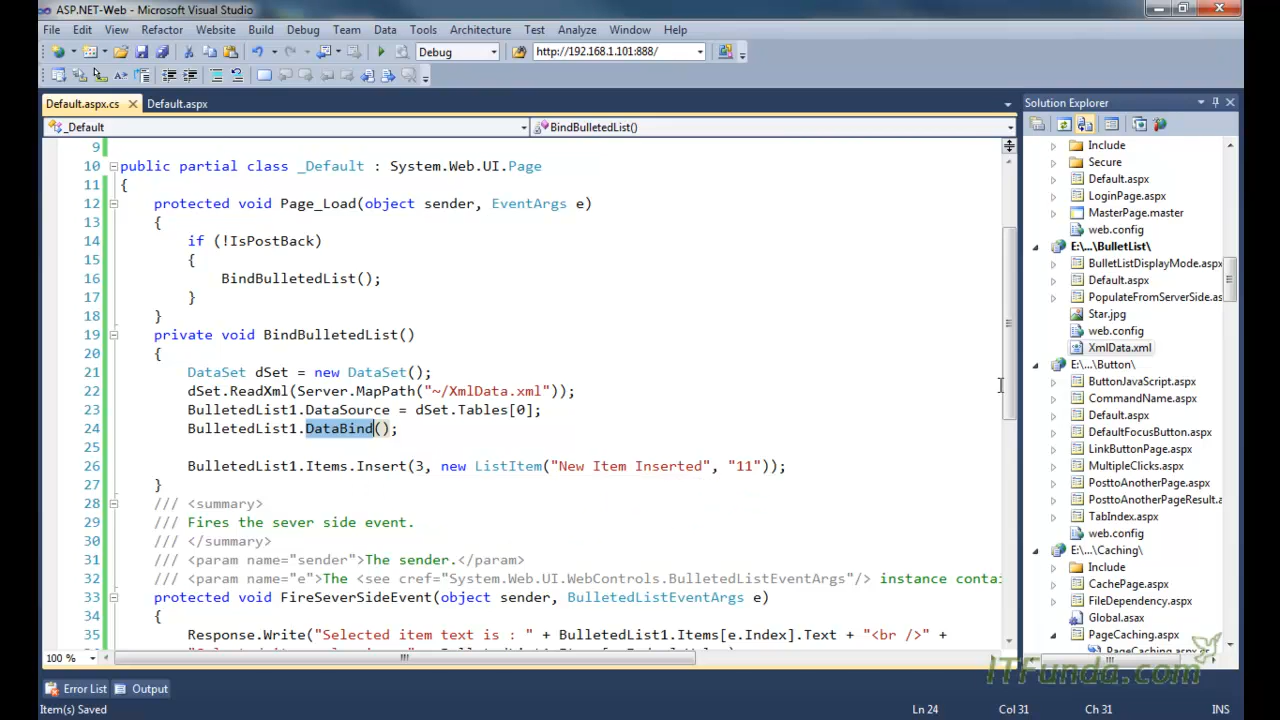 ASP.NET-Web - Microsoft Visual Studio
File Edit View Refactor Website Build Debug Team Data Tools Architecture Test Analyze Window Help
Debug http://192.168.1.101:888/
Default.aspx.cs Default.aspx
_Default BindBulletedList()
9
10 public partial class _Default : System.Web.UI.Page
11 {
12 protected void Page_Load(object sender, EventArgs e)
13 {
14 if (!IsPostBack)
15 {
16 BindBulletedList();
17 }
18 }
19 private void BindBulletedList()
20 {
21 DataSet dSet = new DataSet();
22 dSet.ReadXml(Server.MapPath("~/XmlData.xml"));
23 BulletedList1.DataSource = dSet.Tables[0];
24 BulletedList1.DataBind();
25
26 BulletedList1.Items.Insert(3, new ListItem("New Item Inserted", "11"));
27 }
28 /// <summary>
29 /// Fires the sever side event.
30 /// </summary>
31 /// <param name="sender">The sender.</param>
32 /// <param name="e">The <see cref="System.Web.UI.WebControls.BulletedListEventArgs"/> instance contai
33 protected void FireSeverSideEvent(object sender, BulletedListEventArgs e)
34 {
35 Response.Write("Selected item text is : " + BulletedList1.Items[e.Index].Text + "<br />" +
100 %
Solution Explorer
Include
Secure
Default.aspx
LoginPage.aspx
MasterPage.master
web.config
E:\...\BulletList\
BulletListDisplayMode.aspx
Default.aspx
PopulateFromServerSide.as
Star.jpg
web.config
XmlData.xml
E:\...\Button\
ButtonJavaScript.aspx
CommandName.aspx
Default.aspx
DefaultFocusButton.aspx
LinkButtonPage.aspx
MultipleClicks.aspx
PosttoAnotherPage.aspx
PosttoAnotherPageResult.a
TabIndex.aspx
web.config
E:\...\Caching\
Include
CachePage.aspx
FileDependency.aspx
Global.asax
PageCaching.aspx
ITFunda.com
Error List Output
Item(s) Saved Ln 24 Col 31 Ch 31 INS